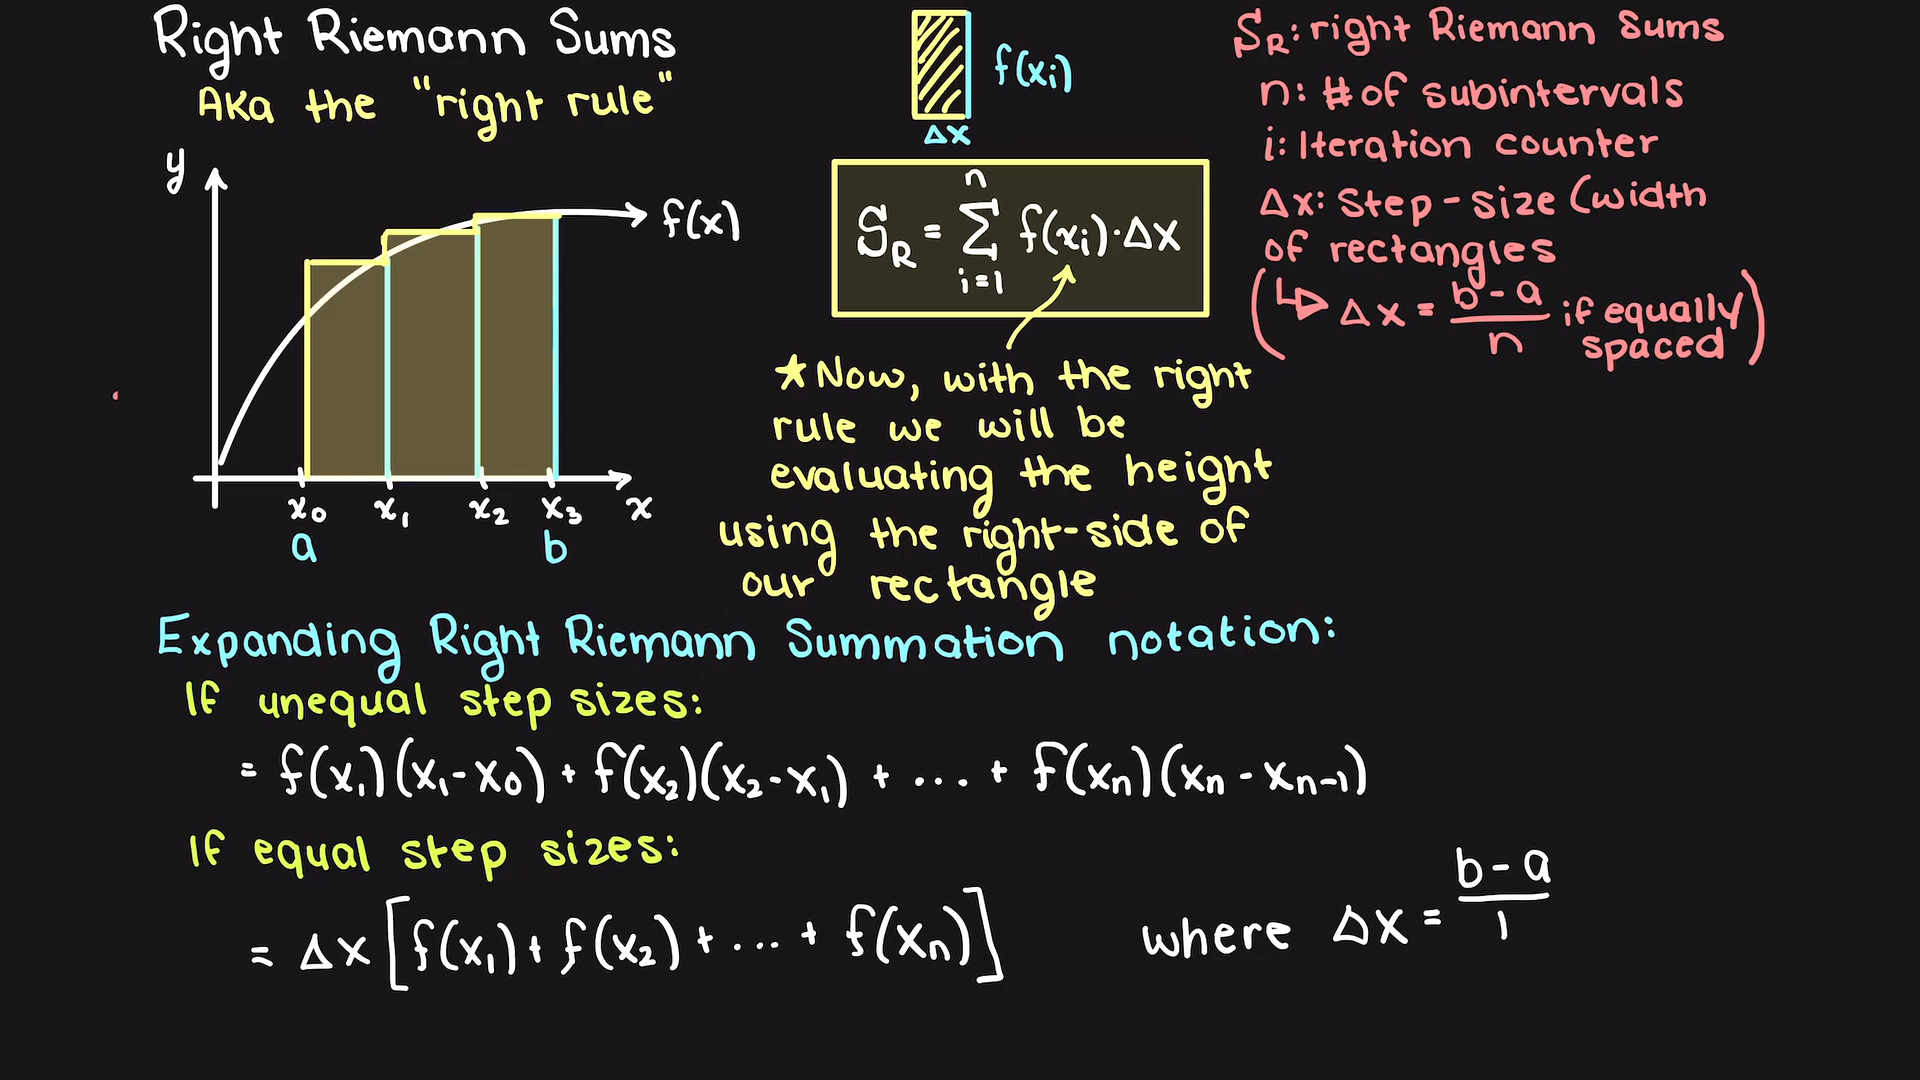 Right Riemann Sums
AKa the "right rule"
y
f(x)
x₀ x₁ x₂ x₃ x
a b
f(xᵢ)
Δx
n
S_R = Σ f(xᵢ)·Δx
i=1
★Now, with the right
rule we will be
evaluating the height
using the right-side of
our rectangle
S_R: right Riemann Sums
n: # of subintervals
i: Iteration counter
Δx: Step-size (width
of rectangles
(↳ Δx = b-a/n if equally
spaced)
Expanding Right Riemann Summation notation:
If unequal step sizes:
= f(x₁)(x₁-x₀) + f(x₂)(x₂-x₁) + ... + f(xₙ)(xₙ-xₙ₋₁)
If equal step sizes:
= Δx [f(x₁)+f(x₂)+...+ f(xₙ)] where Δx = b-a/1